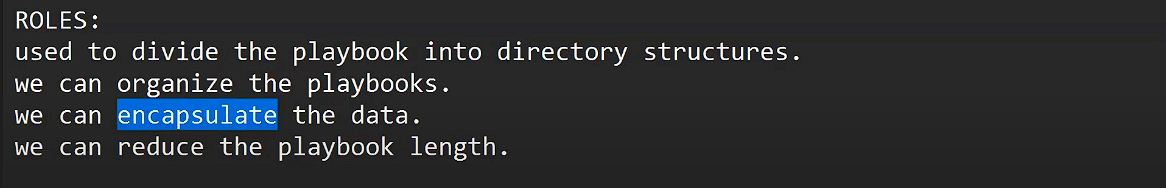 ROLES:
used to divide the playbook into directory structures.
we can organize the playbooks.
we can encapsulate the data.
we can reduce the playbook length.